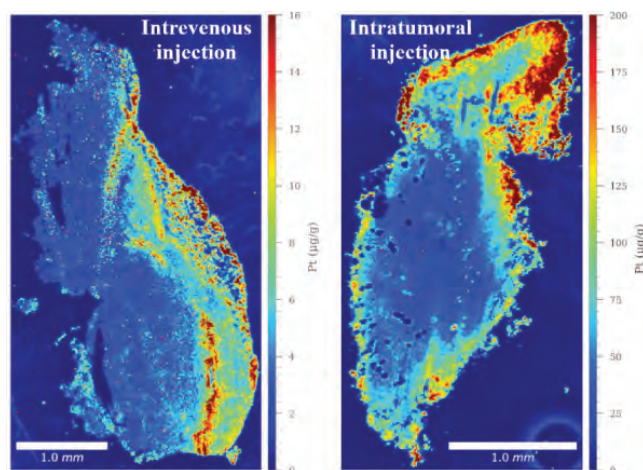 Intrevenous
injection
16
14
12
10
8
6
4
2
0
Pt (µg/g)
1.0 mm
Intratumoral
injection
200
175
150
125
100
75
50
25
0
Pt (µg/g)
1.0 mm